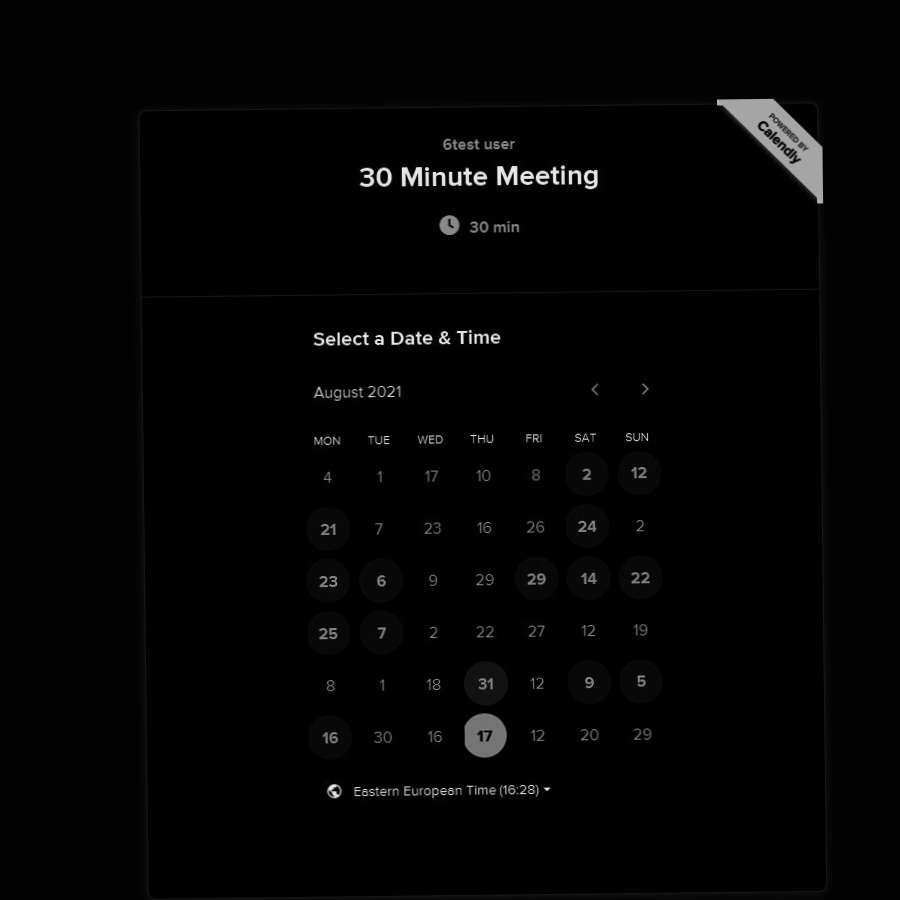 POWERED BY
Calendly
6test user
30 Minute Meeting
30 min
Select a Date & Time
August 2021
MON TUE WED THU FRI SAT SUN
4 1 17 10 8 2 12
21 7 23 16 26 24 2
23 6 9 29 29 14 22
25 7 2 22 27 12 19
8 1 18 31 12 9 5
16 30 16 17 12 20 29
Eastern European Time (16:28)